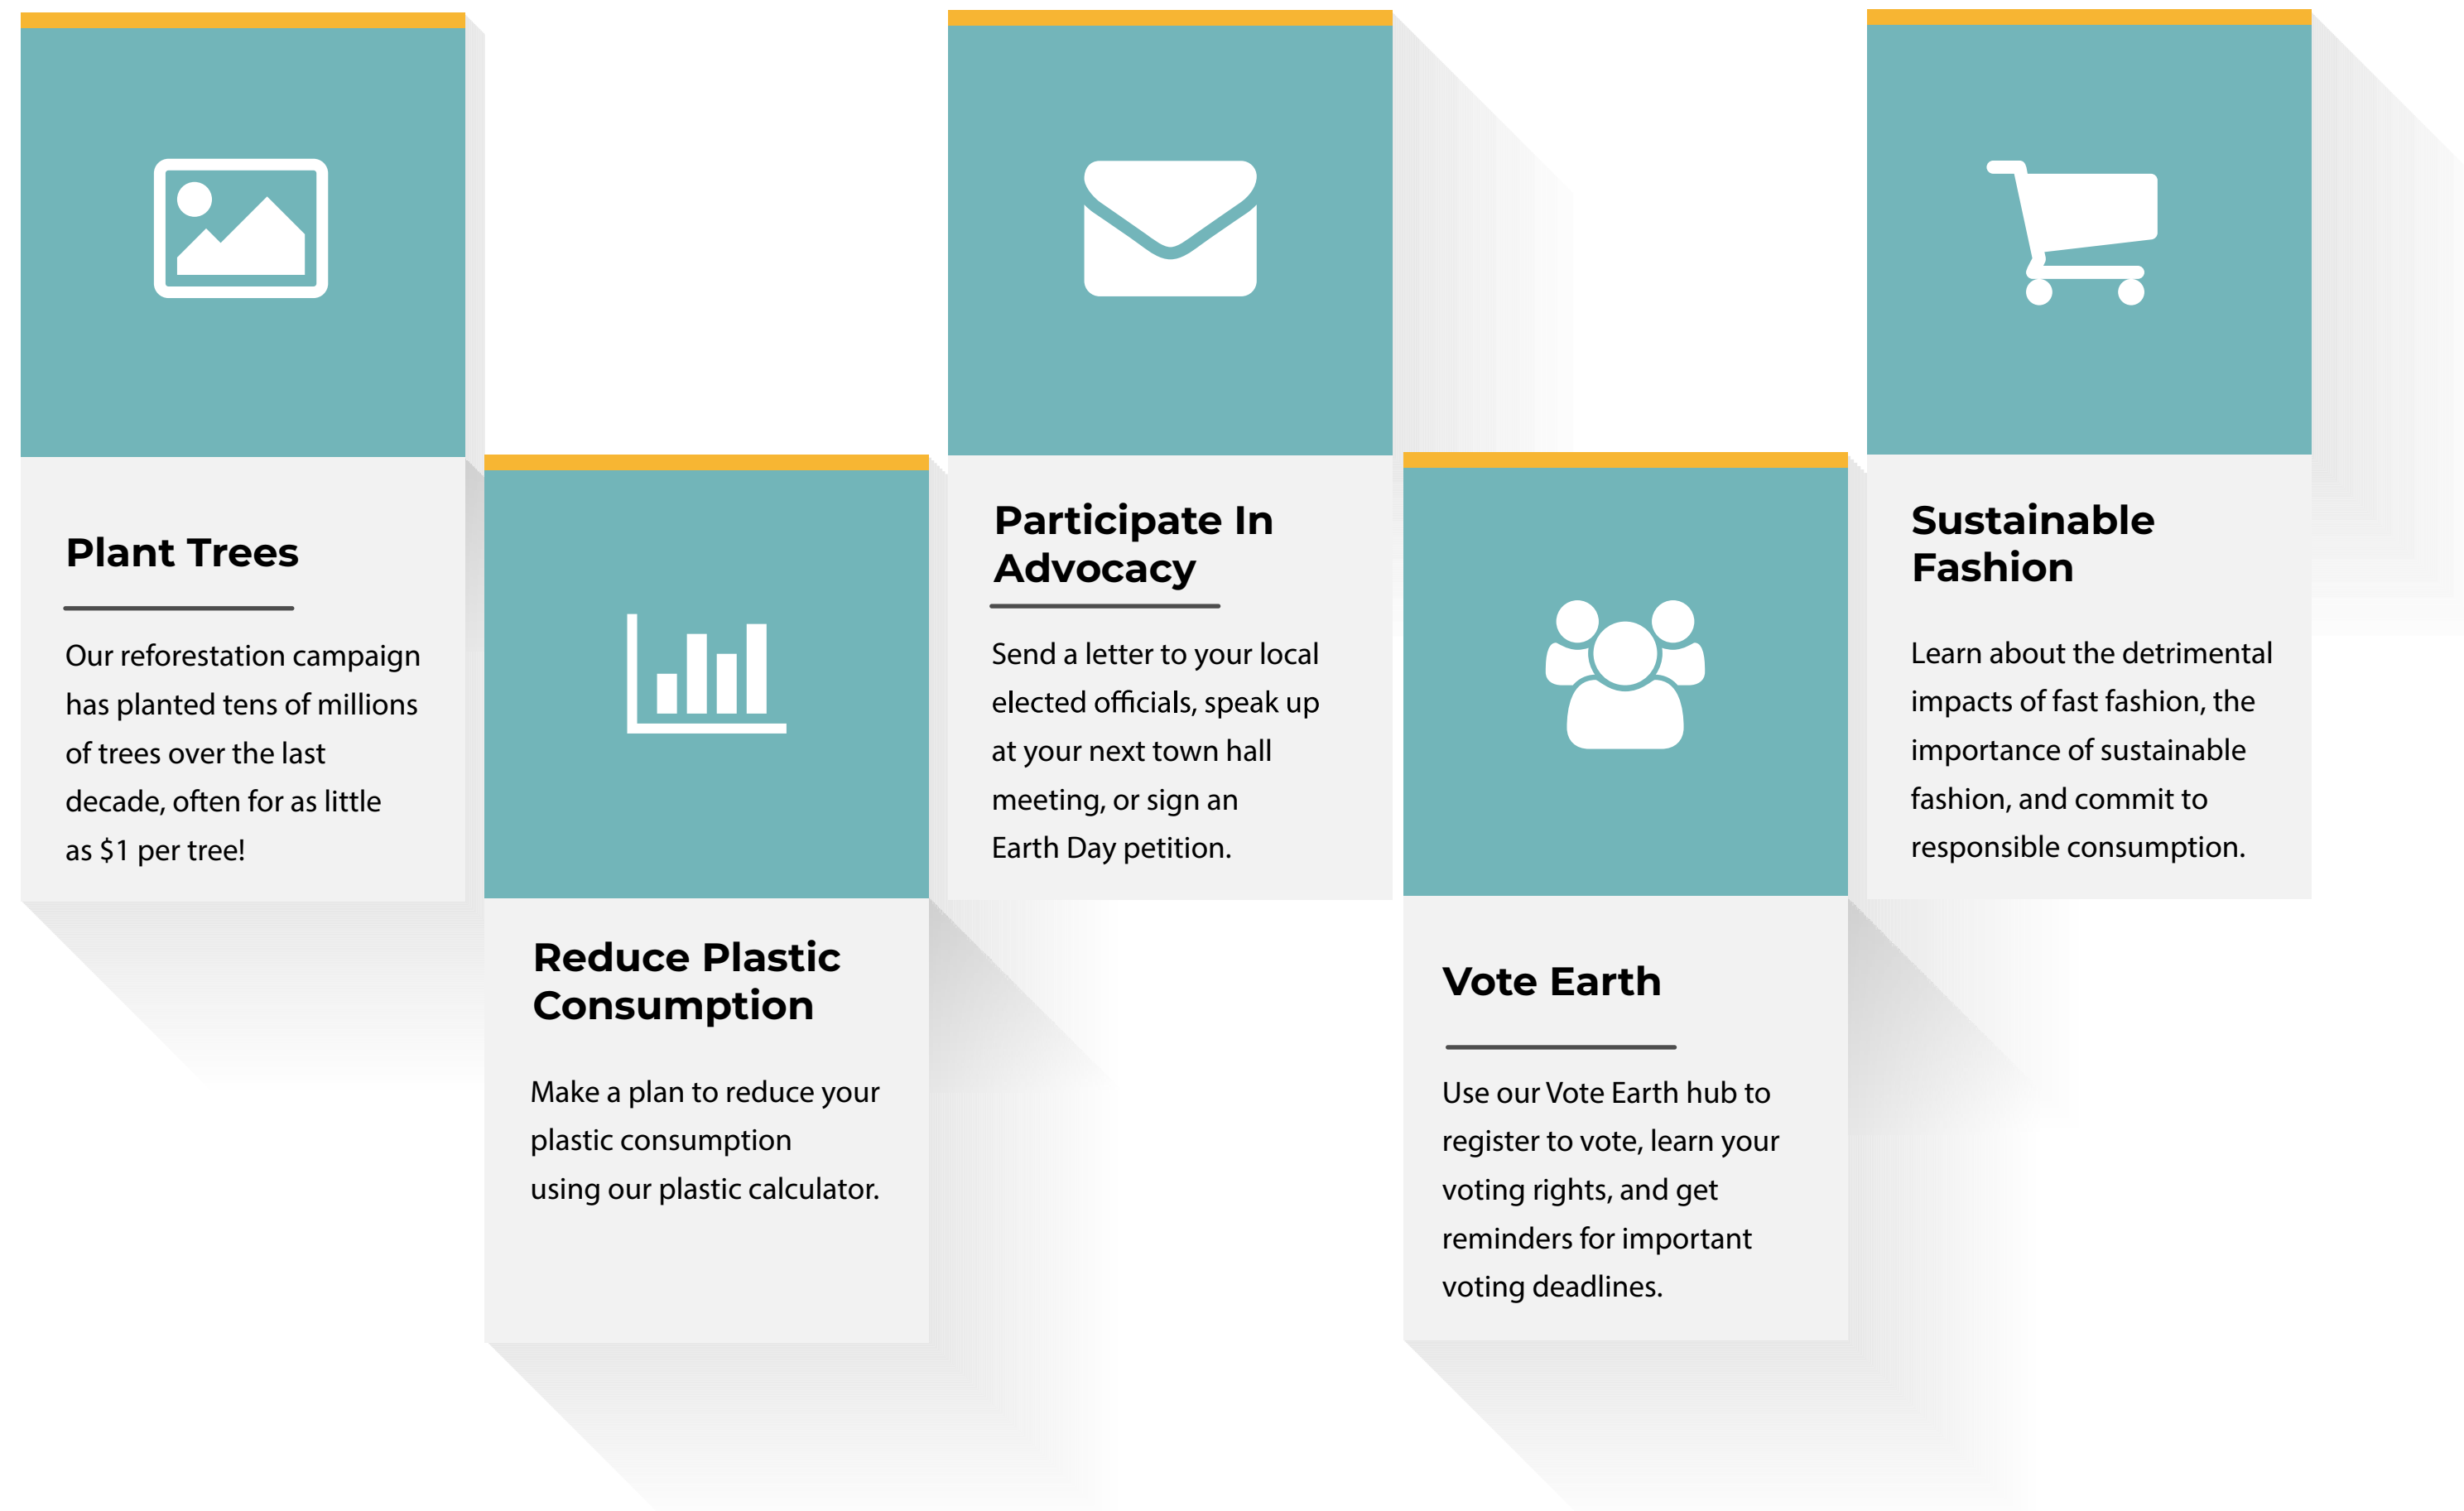 Plant Trees
Our reforestation campaign
has planted tens of millions
of trees over the last
decade, often for as little
as $1 per tree!
Reduce Plastic
Consumption
Make a plan to reduce your
plastic consumption
using our plastic calculator.
Participate In
Advocacy
Send a letter to your local
elected officials, speak up
at your next town hall
meeting, or sign an
Earth Day petition.
Vote Earth
Use our Vote Earth hub to
register to vote, learn your
voting rights, and get
reminders for important
voting deadlines.
Sustainable
Fashion
Learn about the detrimental
impacts of fast fashion, the
importance of sustainable
fashion, and commit to
responsible consumption.